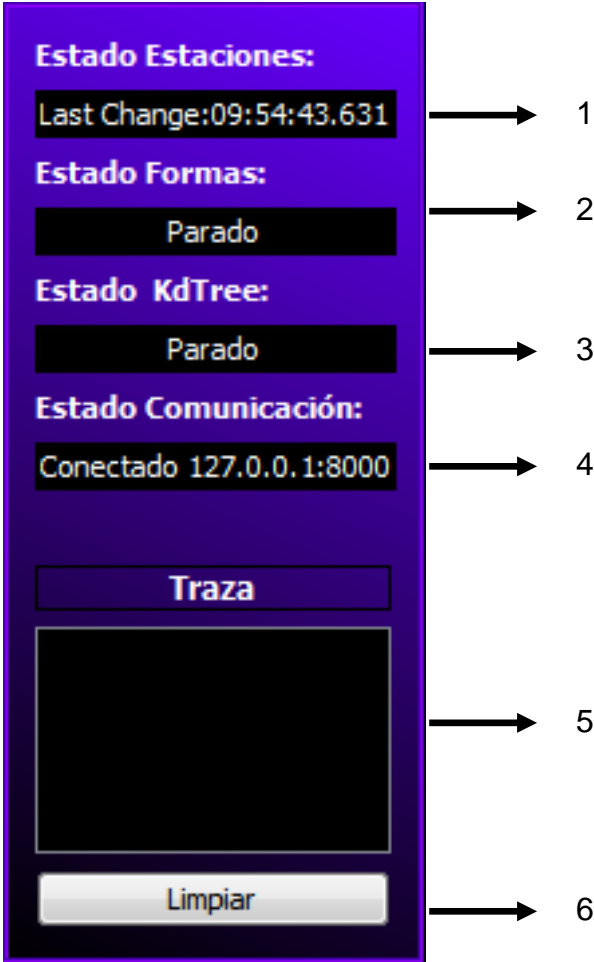 Estado Estaciones:
Last Change:09:54:43.631
1
Estado Formas:
2
Parado
Estado KdTree:
Parado
3
Estado Comunicación:
Conectado 127.0.0.1:8000
4
Traza
5
Limpiar
6